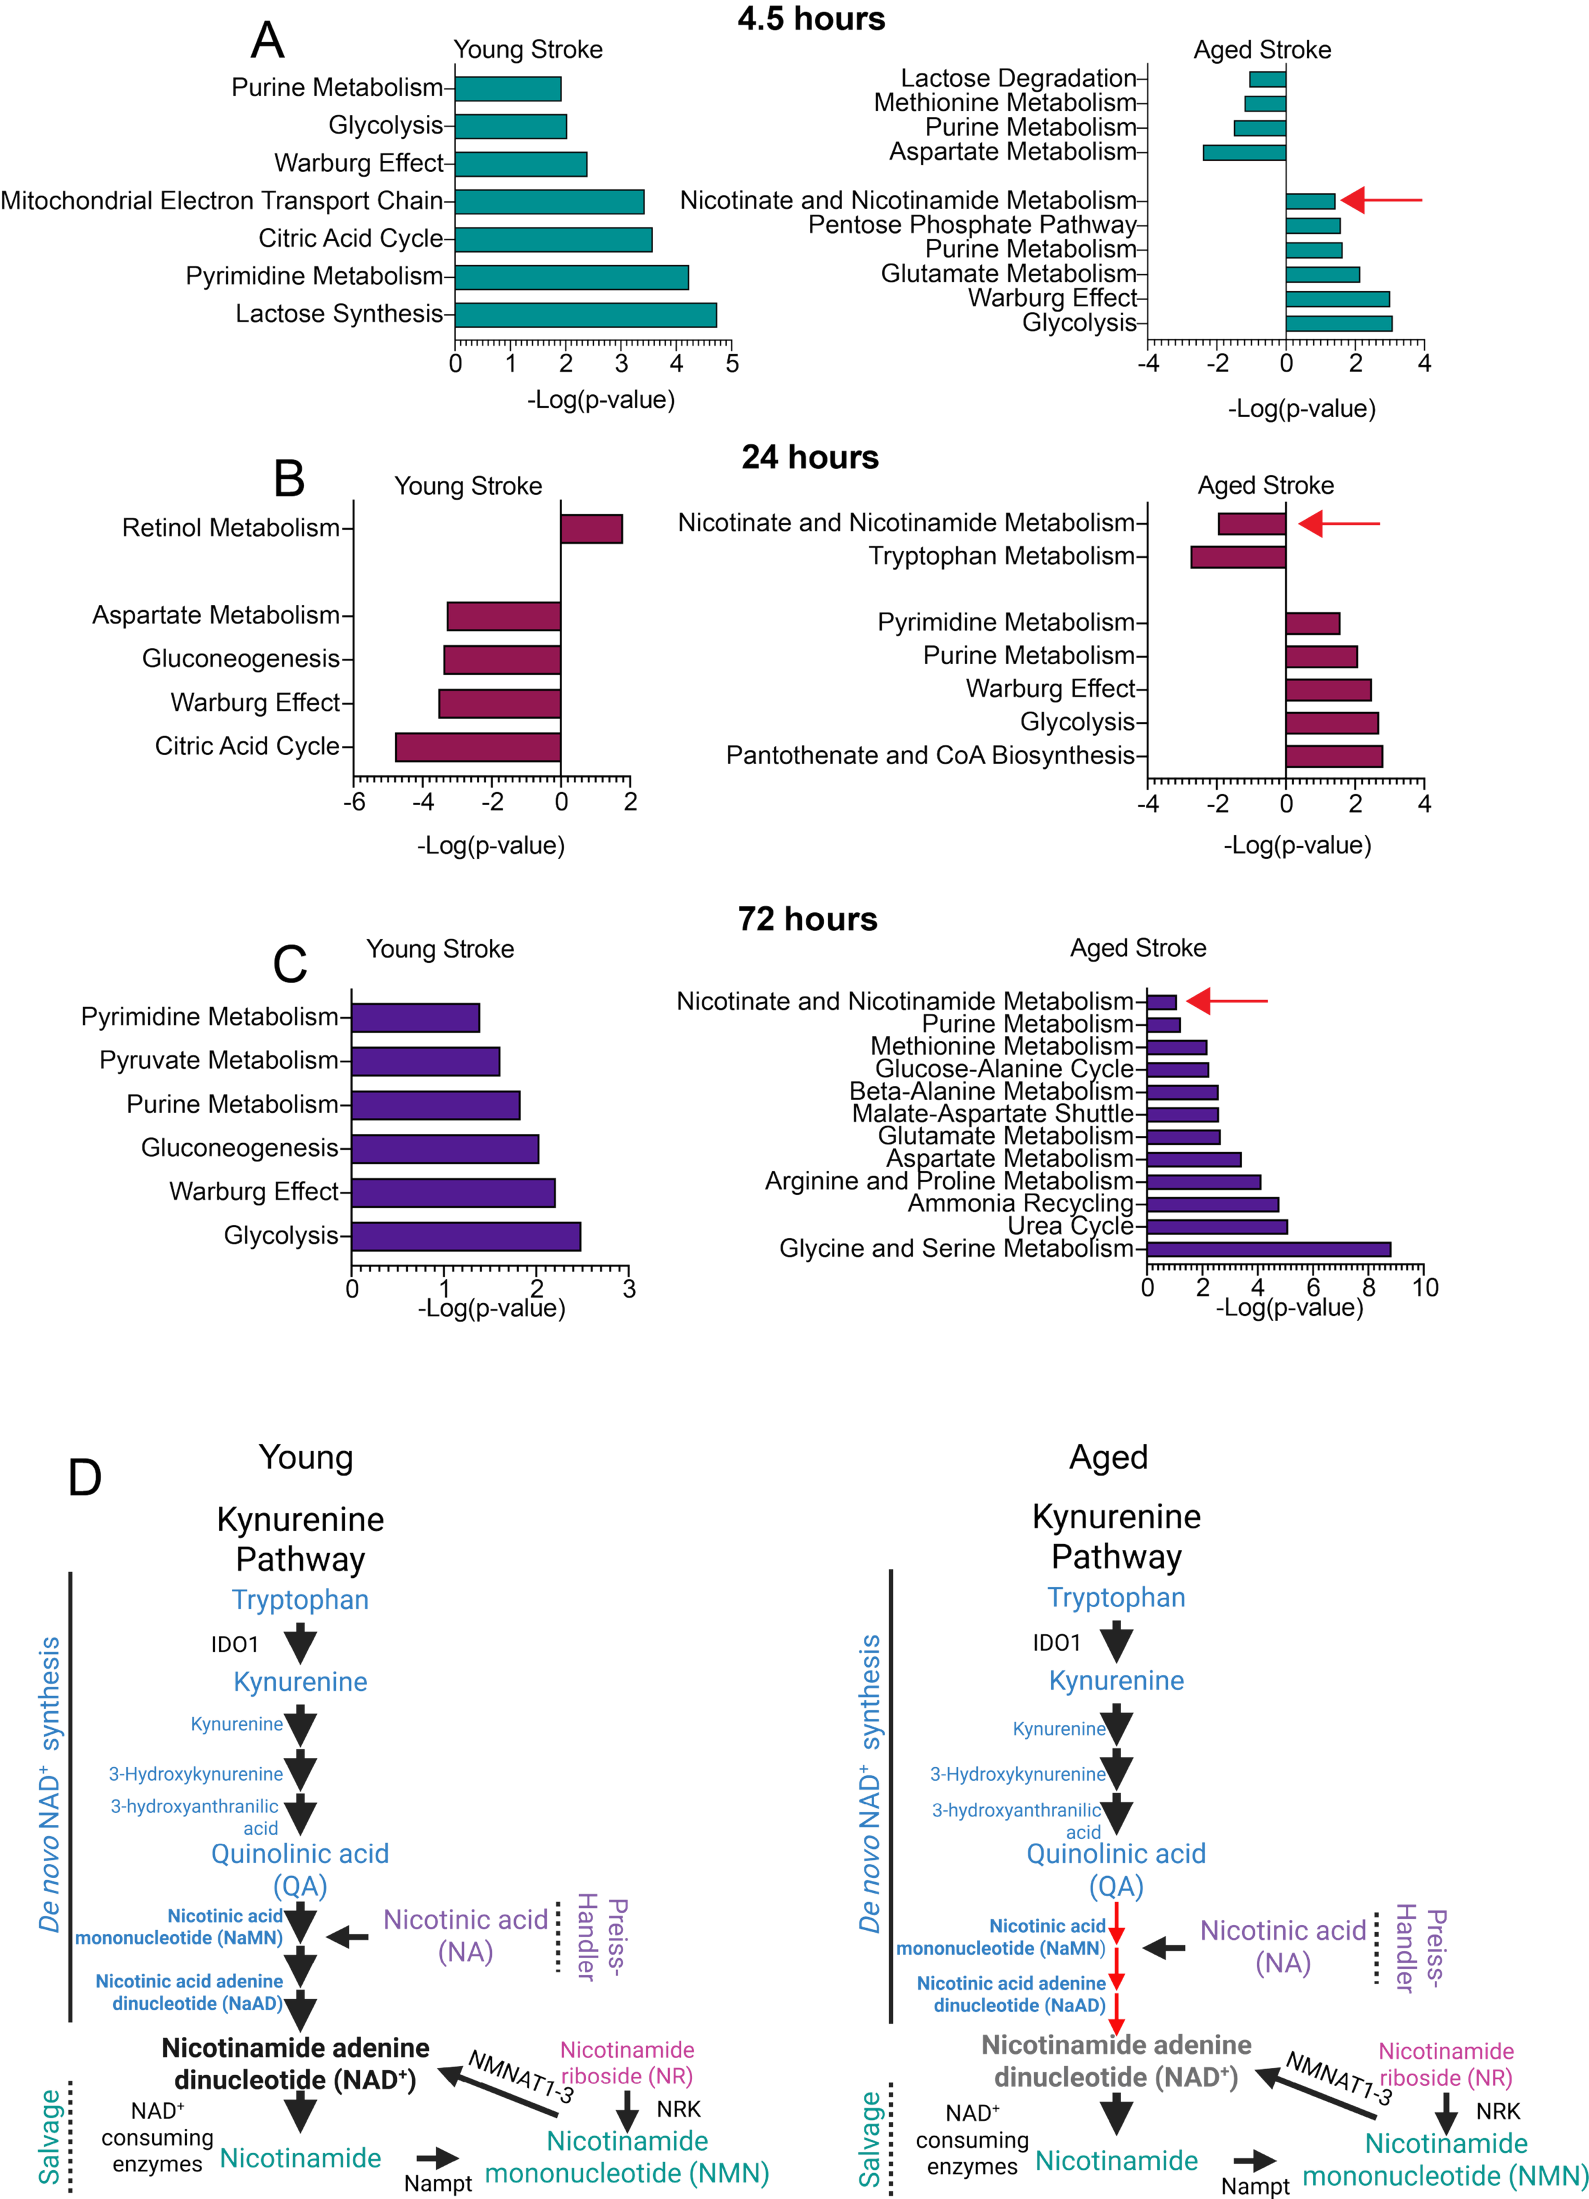 4.5 hours
A
Young Stroke
Purine Metabolism
Glycolysis
Warburg Effect
Mitochondrial Electron Transport Chain
Citric Acid Cycle
Pyrimidine Metabolism
Lactose Synthesis
0 1 2 3 4 5
-Log(p-value)
Aged Stroke
Lactose Degradation
Methionine Metabolism
Purine Metabolism
Aspartate Metabolism
Nicotinate and Nicotinamide Metabolism
Pentose Phosphate Pathway
Purine Metabolism
Glutamate Metabolism
Warburg Effect
Glycolysis
-4 -2 0 2 4
-Log(p-value)
24 hours
B
Young Stroke
Retinol Metabolism
Aspartate Metabolism
Gluconeogenesis
Warburg Effect
Citric Acid Cycle
-6 -4 -2 0 2
-Log(p-value)
Aged Stroke
Nicotinate and Nicotinamide Metabolism
Tryptophan Metabolism
Pyrimidine Metabolism
Purine Metabolism
Warburg Effect
Glycolysis
Pantothenate and CoA Biosynthesis
-4 -2 0 2 4
-Log(p-value)
72 hours
C
Young Stroke
Pyrimidine Metabolism
Pyruvate Metabolism
Purine Metabolism
Gluconeogenesis
Warburg Effect
Glycolysis
0 1 2 3
-Log(p-value)
Aged Stroke
Nicotinate and Nicotinamide Metabolism
Purine Metabolism
Methionine Metabolism
Glucose-Alanine Cycle
Beta-Alanine Metabolism
Malate-Aspartate Shuttle
Glutamate Metabolism
Aspartate Metabolism
Arginine and Proline Metabolism
Ammonia Recycling
Urea Cycle
Glycine and Serine Metabolism
0 2 4 6 8 10
-Log(p-value)
D
Young
Kynurenine
Pathway
Tryptophan
IDO1
Kynurenine
Kynurenine
3-Hydroxykynurenine
3-hydroxyanthranilic
acid
Quinolinic acid
(QA)
Nicotinic acid
mononucleotide (NaMN)
Nicotinic acid adenine
dinucleotide (NaAD)
Nicotinic acid
(NA)
Preiss-
Handler
De novo NAD⁺ synthesis
Nicotinamide adenine
dinucleotide (NAD⁺)
NMNAT1-3
Nicotinamide
riboside (NR)
NRK
NAD⁺
consuming
enzymes
Nicotinamide
Nampt
Nicotinamide
mononucleotide (NMN)
Salvage
Aged
Kynurenine
Pathway
Tryptophan
IDO1
Kynurenine
Kynurenine
3-Hydroxykynurenine
3-hydroxyanthranilic
acid
Quinolinic acid
(QA)
Nicotinic acid
mononucleotide (NaMN)
Nicotinic acid adenine
dinucleotide (NaAD)
Nicotinic acid
(NA)
Preiss-
Handler
De novo NAD⁺ synthesis
Nicotinamide adenine
dinucleotide (NAD⁺)
NMNAT1-3
Nicotinamide
riboside (NR)
NRK
NAD⁺
consuming
enzymes
Nicotinamide
Nampt
Nicotinamide
mononucleotide (NMN)
Salvage